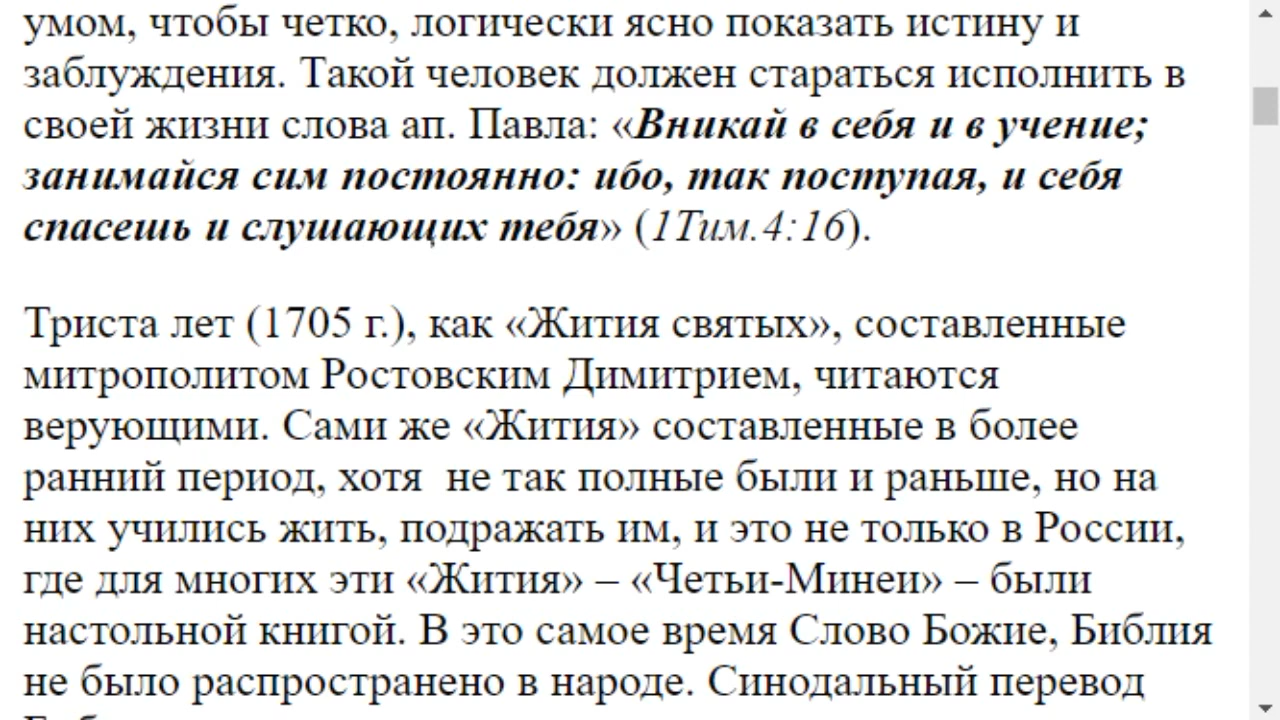 умом, чтобы четко, логически ясно показать истину и
заблуждения. Такой человек должен стараться исполнить в
своей жизни слова ап. Павла: «Вникай в себя и в учение;
занимайся сим постоянно: ибо, так поступая, и себя
спасешь и слушающих тебя» (1Тим.4:16).
Триста лет (1705 г.), как «Жития святых», составленные
митрополитом Ростовским Димитрием, читаются
верующими. Сами же «Жития» составленные в более
ранний период, хотя  не так полные были и раньше, но на
них учились жить, подражать им, и это не только в России,
где для многих эти «Жития» – «Четьи-Минеи» – были
настольной книгой. В это самое время Слово Божие, Библия
не было распространено в народе. Синодальный перевод